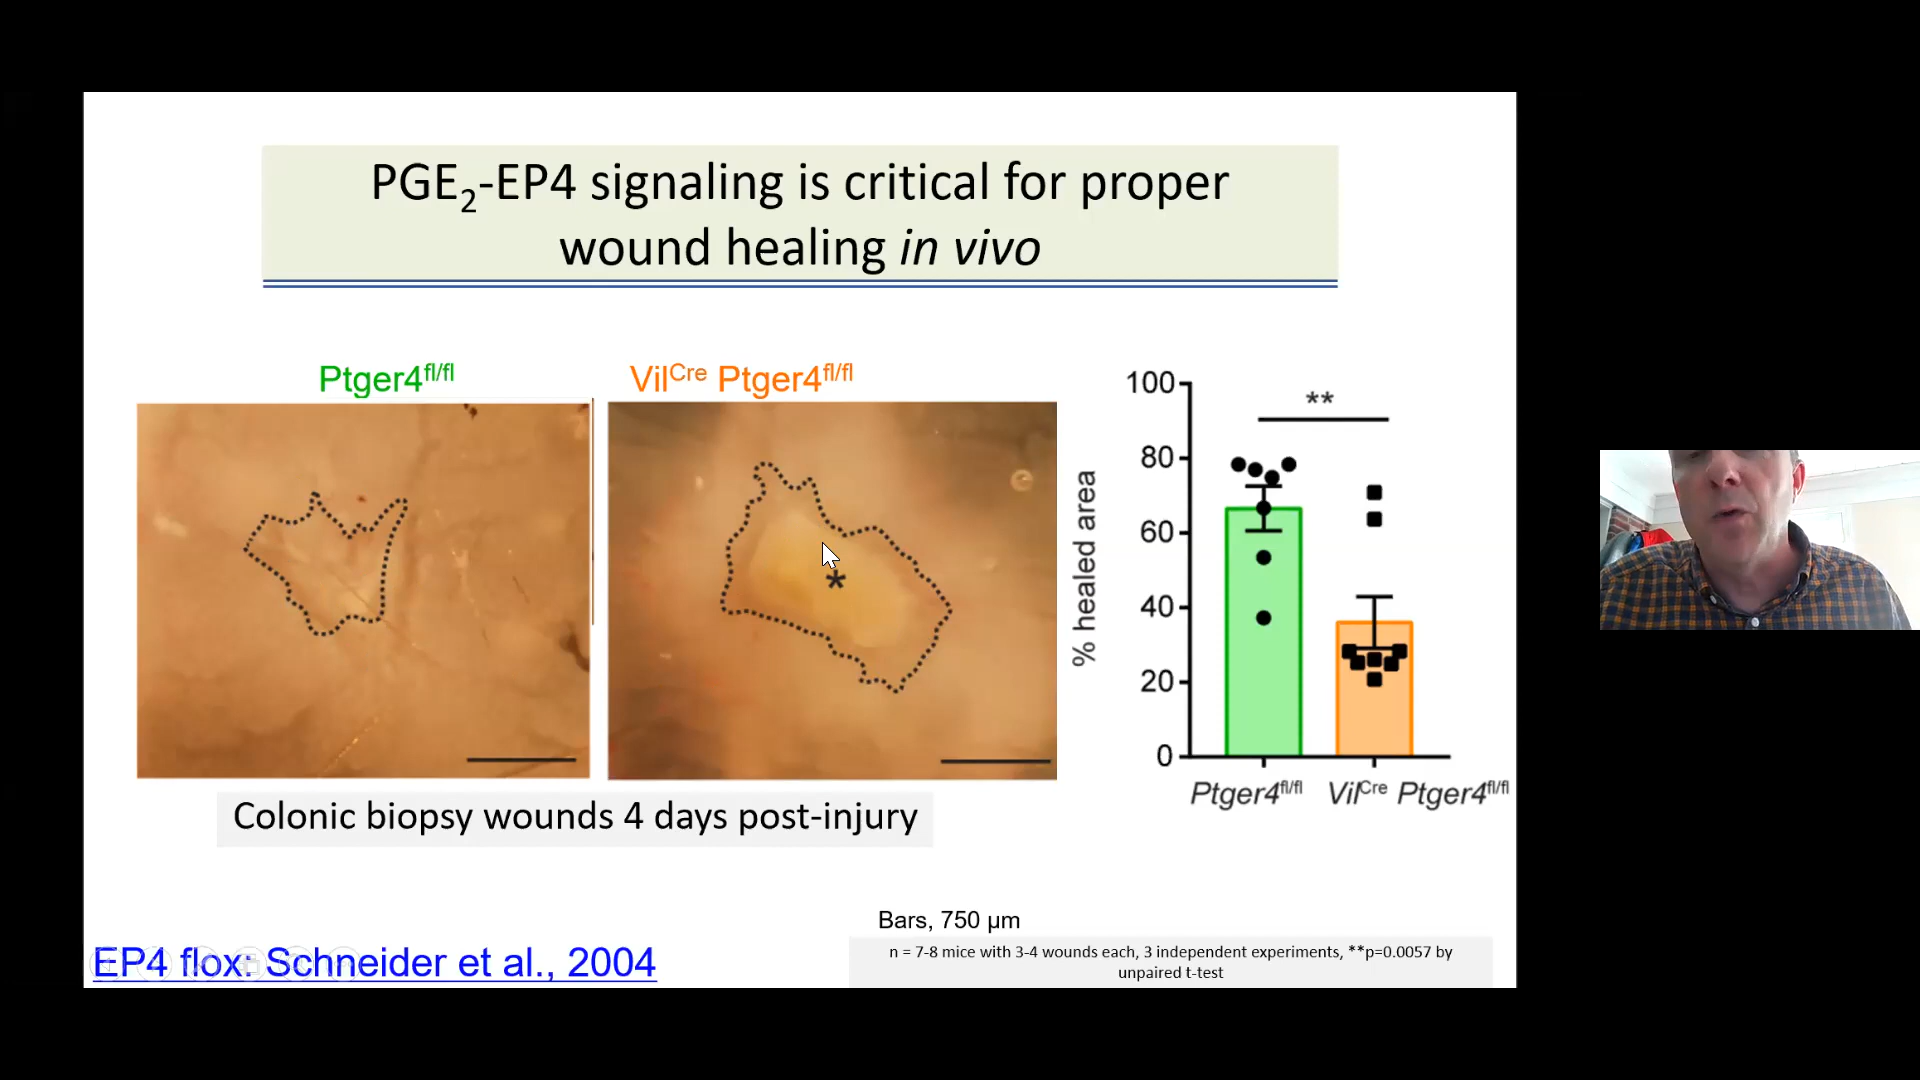 PGE2-EP4 signaling is critical for proper
wound healing in vivo
Ptger4fl/fl
VilCre Ptger4fl/fl
*
Colonic biopsy wounds 4 days post-injury
**
100
80
60
40
20
0
% healed area
Ptger4fl/fl
VilCre Ptger4fl/fl
Bars, 750 µm
n = 7-8 mice with 3-4 wounds each, 3 independent experiments, **p=0.0057 by
unpaired t-test
EP4 flox: Schneider et al., 2004